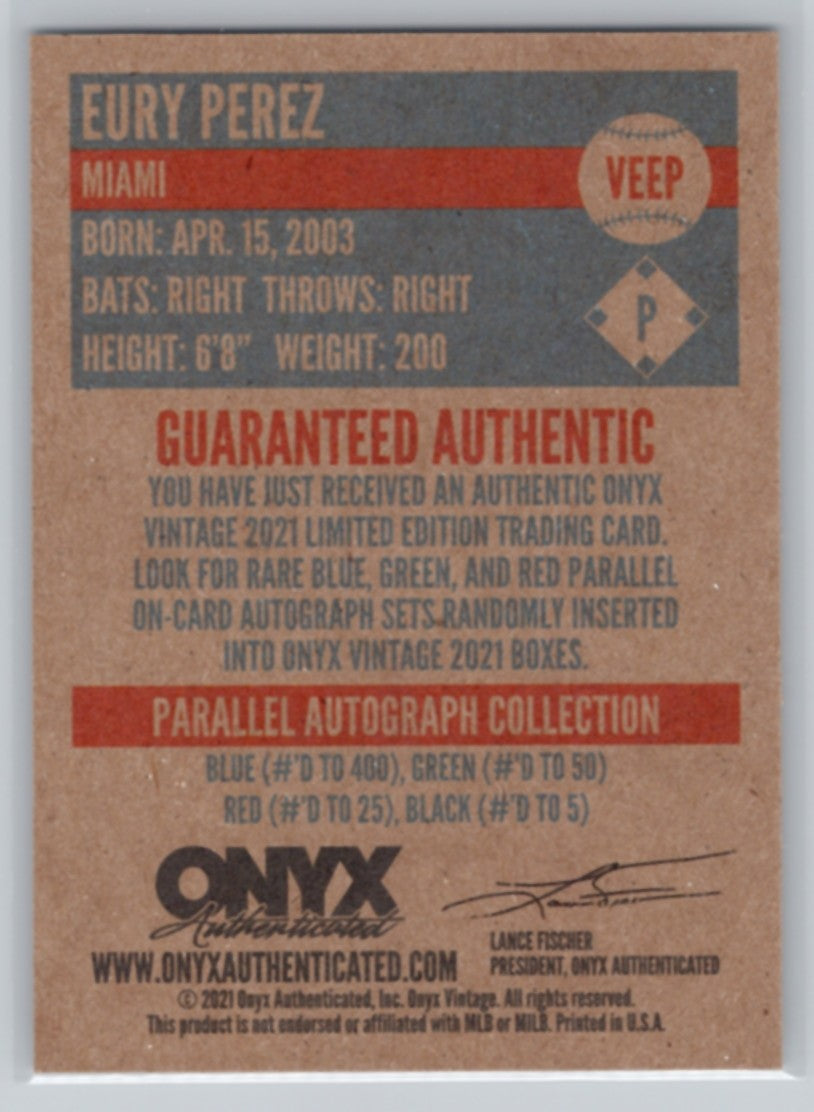 EURY PEREZ
MIAMI
VEEP
BORN: APR. 15, 2003
BATS: RIGHT THROWS: RIGHT
P
HEIGHT: 6'8" WEIGHT: 200
GUARANTEED AUTHENTIC
YOU HAVE JUST RECEIVED AN AUTHENTIC ONYX
VINTAGE 2021 LIMITED EDITION TRADING CARD.
LOOK FOR RARE BLUE, GREEN, AND RED PARALLEL
ON-CARD AUTOGRAPH SETS RANDOMLY INSERTED
INTO ONYX VINTAGE 2021 BOXES.
PARALLEL AUTOGRAPH COLLECTION
BLUE (#'D TO 400), GREEN (#'D TO 50)
RED (#'D TO 25), BLACK (#'D TO 5)
ONYX
Authenticated
WWW.ONYXAUTHENTICATED.COM
LANCE FISCHER
PRESIDENT, ONYX AUTHENTICATED
© 2021 Onyx Authenticated, Inc. Onyx Vintage. All rights reserved.
This product is not endorsed or affiliated with MLB or MILB. Printed in U.S.A.